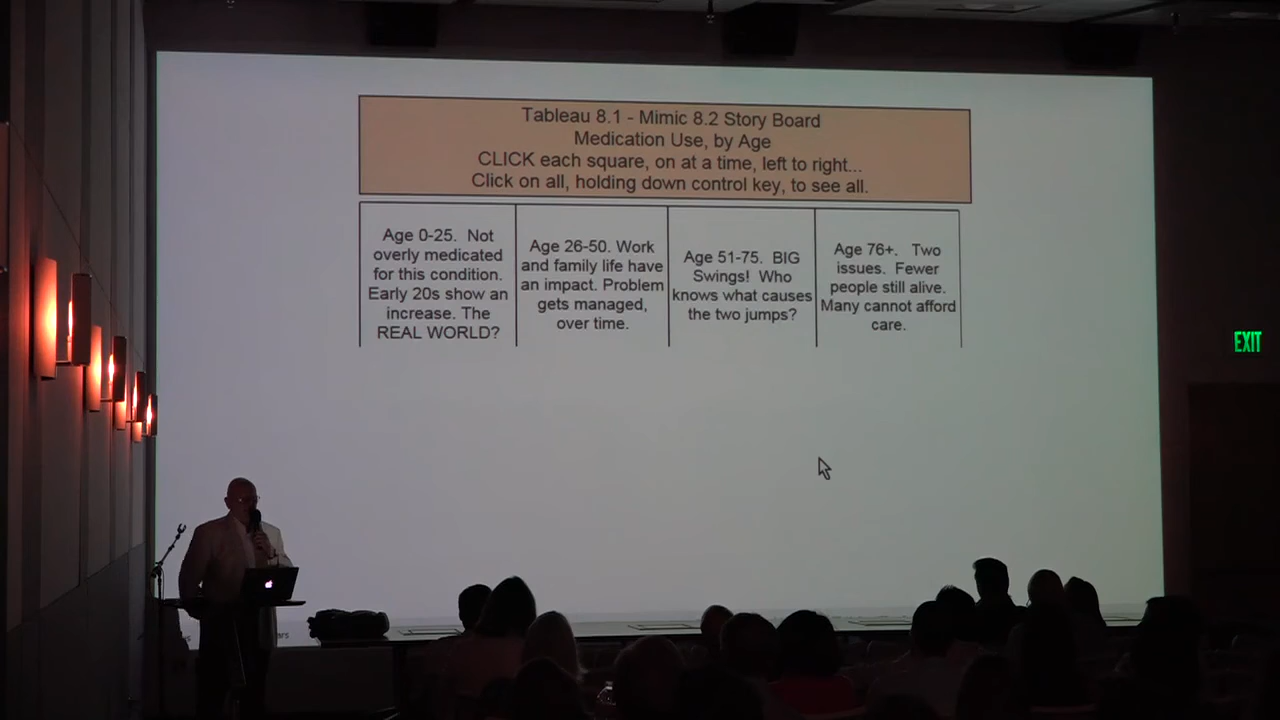 Tableau 8.1 - Mimic 8.2 Story Board
Medication Use, by Age
CLICK each square, on at a time, left to right...
Click on all, holding down control key, to see all.
Age 0-25. Not
overly medicated
for this condition.
Early 20s show an
increase. The
REAL WORLD?
Age 26-50. Work
and family life have
an impact. Problem
gets managed,
over time.
Age 51-75. BIG
Swings! Who
knows what causes
the two jumps?
Age 76+. Two
issues. Fewer
people still alive.
Many cannot afford
care.
EXIT